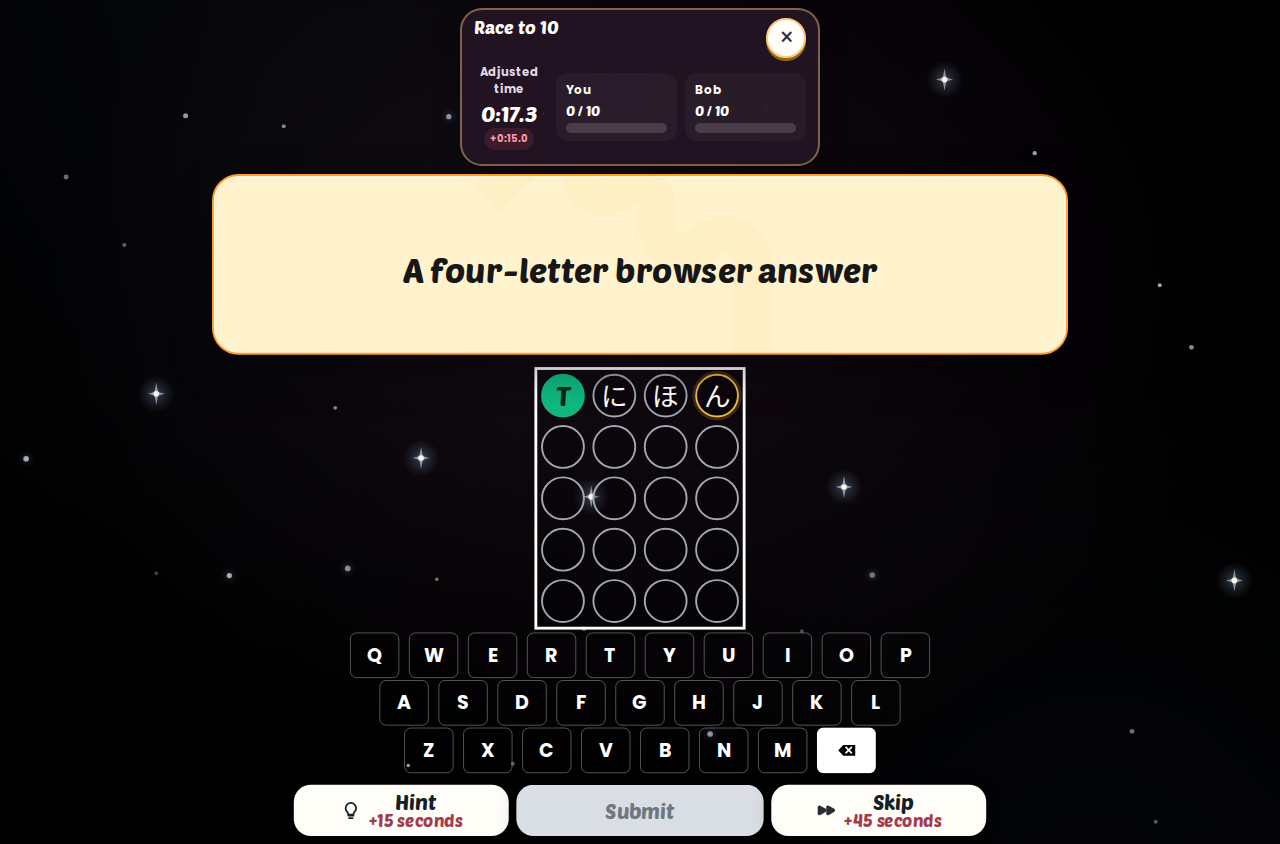 Race to 10
×
Adjusted time
0:17.3
+0:15.0
You
0 / 10
Bob
0 / 10
A four-letter browser answer
T に ほ ん
Q W E R T Y U I O P
A S D F G H J K L
Z X C V B N M
Hint
+15 seconds
Submit
Skip
+45 seconds